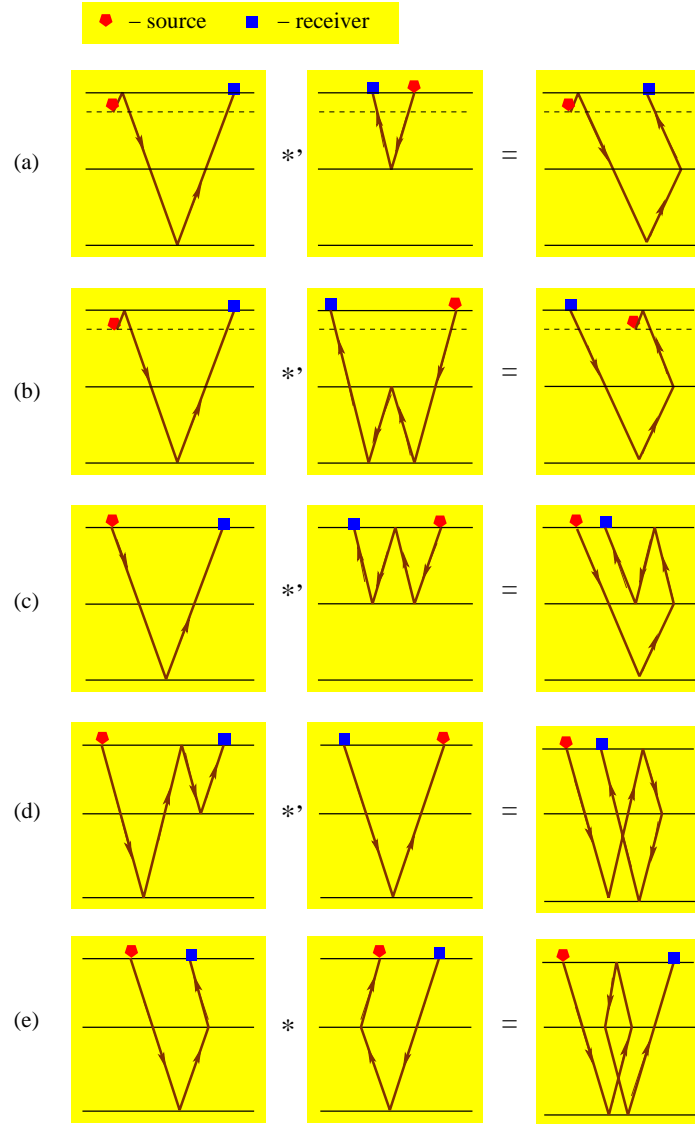 – source – receiver
(a) *’ =
(b) *’ =
(c) *’ =
(d) *’ =
(e) * =